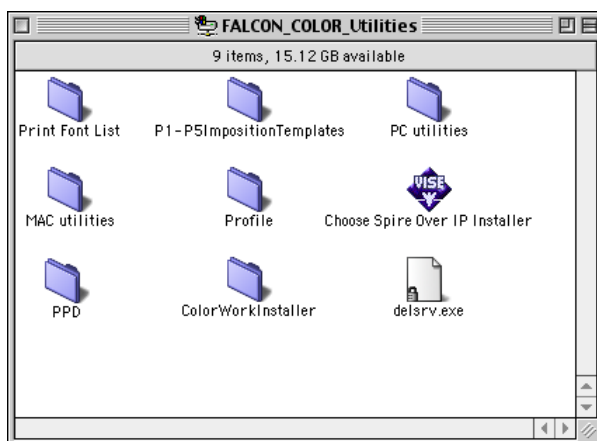 FALCON_COLOR_Utilities
9 items, 15.12 GB available
Print Font List P1-P5ImpositionTemplates PC utilities
VISE
MAC utilities Profile Choose Spire Over IP Installer
PPD ColorWorkInstaller delsrv.exe